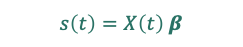 s(t) = X(t) β